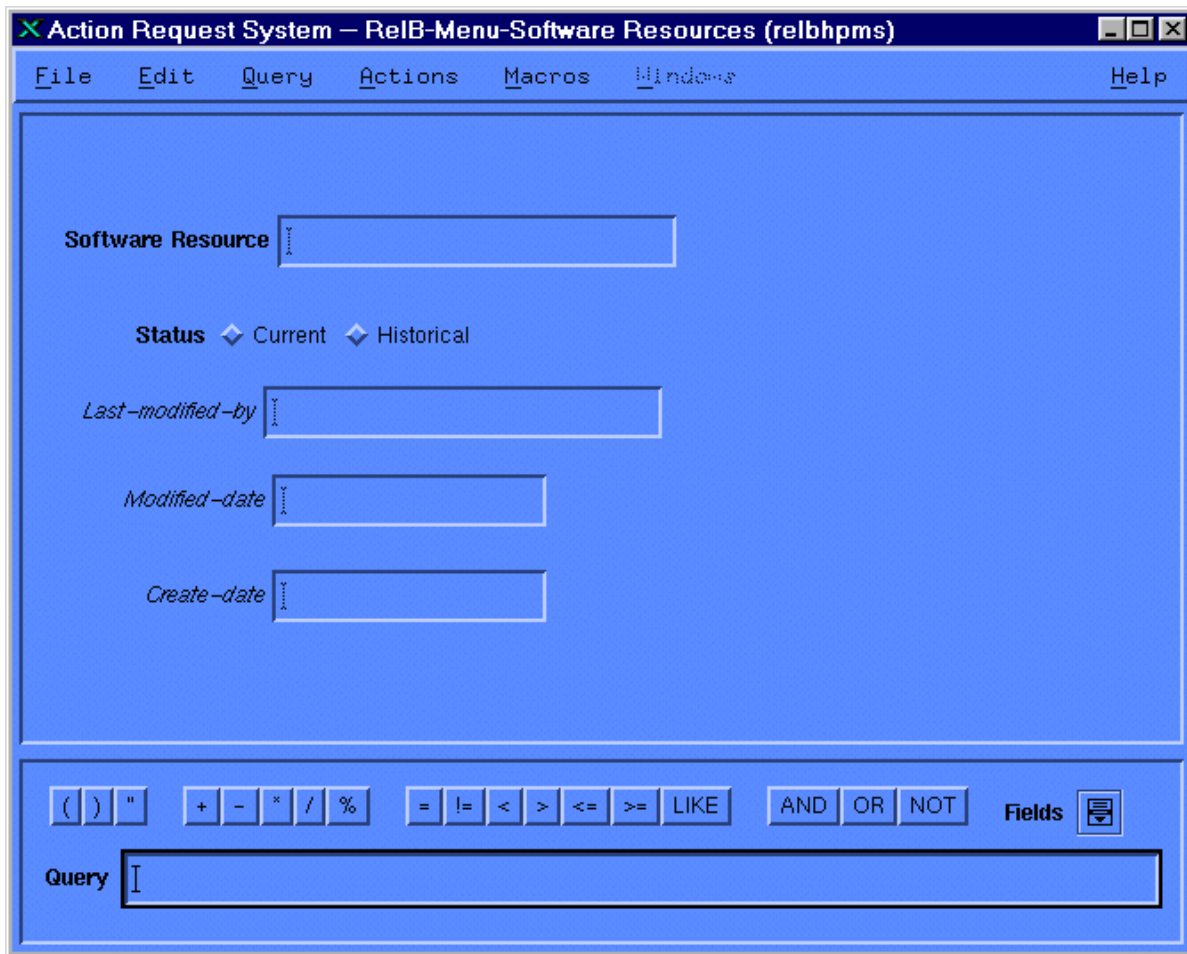 Action Request System – RelB-Menu-Software Resources (relbhpms)
File Edit Query Actions Macros Windows Help
Software Resource
Status Current Historical
Last-modified-by
Modified-date
Create-date
( ) " + - * / % = != < > <= >= LIKE AND OR NOT Fields
Query